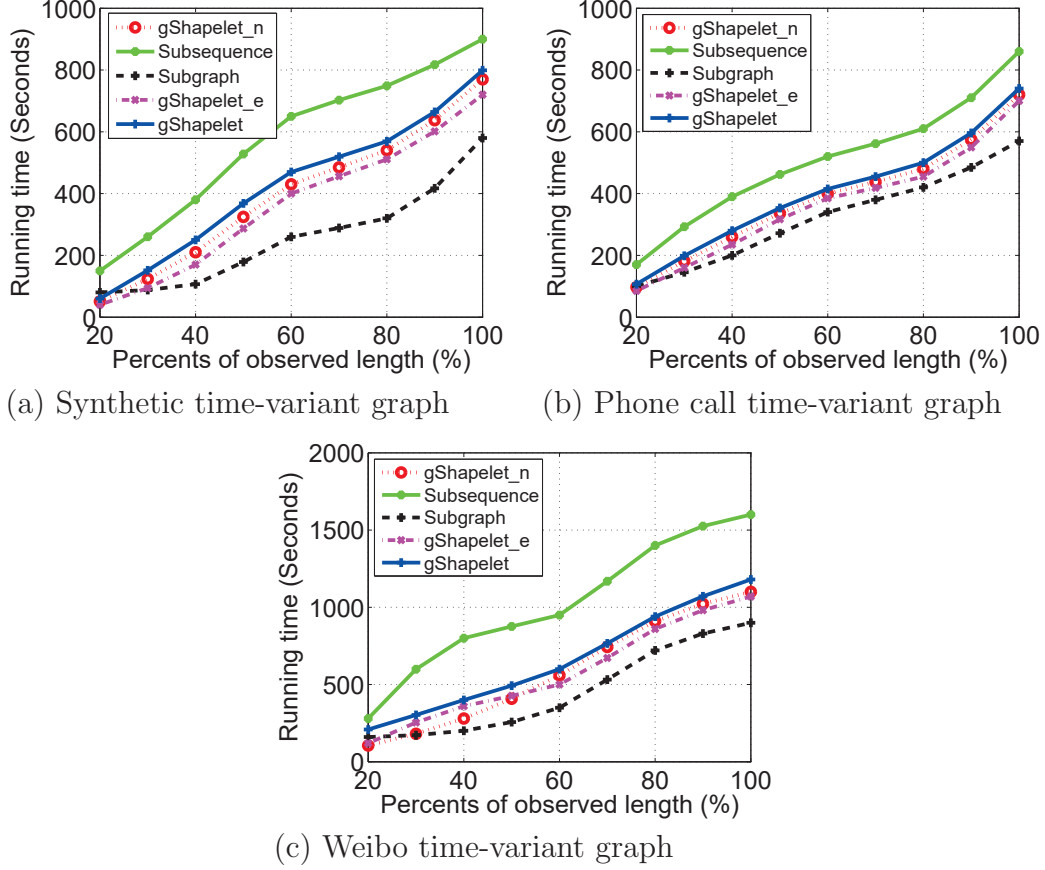 1000
800
600
400
200
0
Running time (Seconds)
gShapelet_n
Subsequence
Subgraph
gShapelet_e
gShapelet
20 40 60 80 100
Percents of observed length (%)
(a) Synthetic time-variant graph
1000
800
600
400
200
0
Running time (Seconds)
gShapelet_n
Subsequence
Subgraph
gShapelet_e
gShapelet
20 40 60 80 100
Percents of observed length (%)
(b) Phone call time-variant graph
2000
1500
1000
500
0
Running time (Seconds)
gShapelet_n
Subsequence
Subgraph
gShapelet_e
gShapelet
20 40 60 80 100
Percents of observed length (%)
(c) Weibo time-variant graph